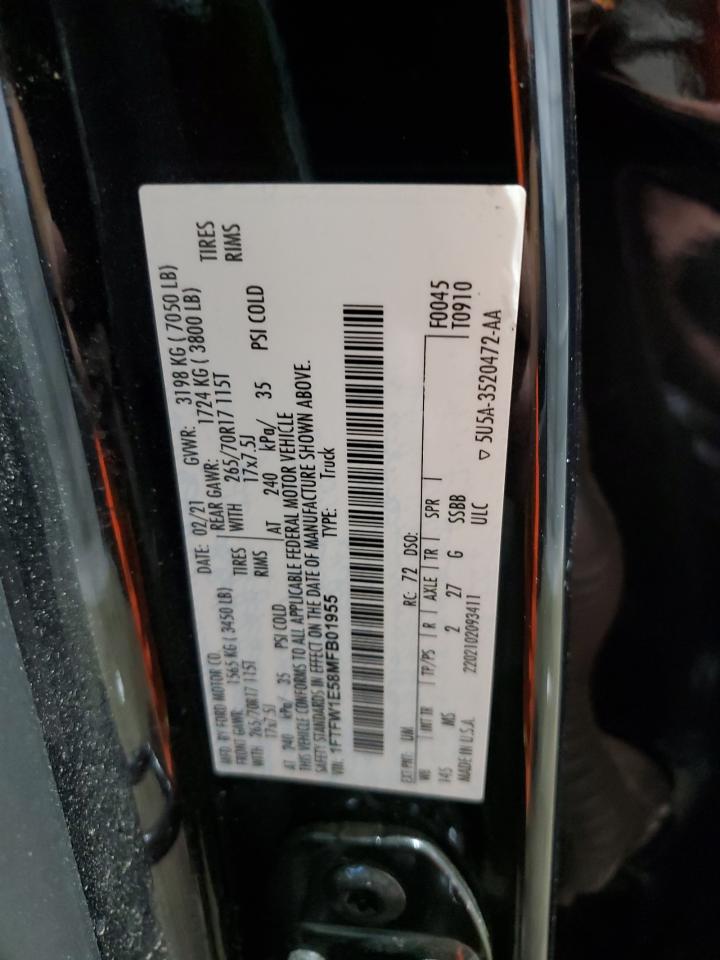 MFD. BY FORD MOTOR CO. DATE: 02/21 GVWR: 3198 KG ( 7050 LB)
FRONT GAWR: 1565 KG ( 3450 LB) REAR GAWR: 1724 KG ( 3800 LB)
WITH 265/70R17 115T TIRES WITH 265/70R17 115T TIRES
17x7.5J RIMS 17x7.5J RIMS
AT 240 kPa/ 35 PSI COLD AT 240 kPa/ 35 PSI COLD
THIS VEHICLE CONFORMS TO ALL APPLICABLE FEDERAL MOTOR VEHICLE
SAFETY STANDARDS IN EFFECT ON THE DATE OF MANUFACTURE SHOWN ABOVE.
VIN: 1FTFW1E58MFB01955 TYPE: Truck
EXT PNT: UM RC: 72 DSO: F0045
WB INT TR TP/PS R AXLE TR SPR T0910
145 MS 2 27 G SSBB
MADE IN U.S.A. 2202102093411 ULC ▽ 5U5A-3520472-AA